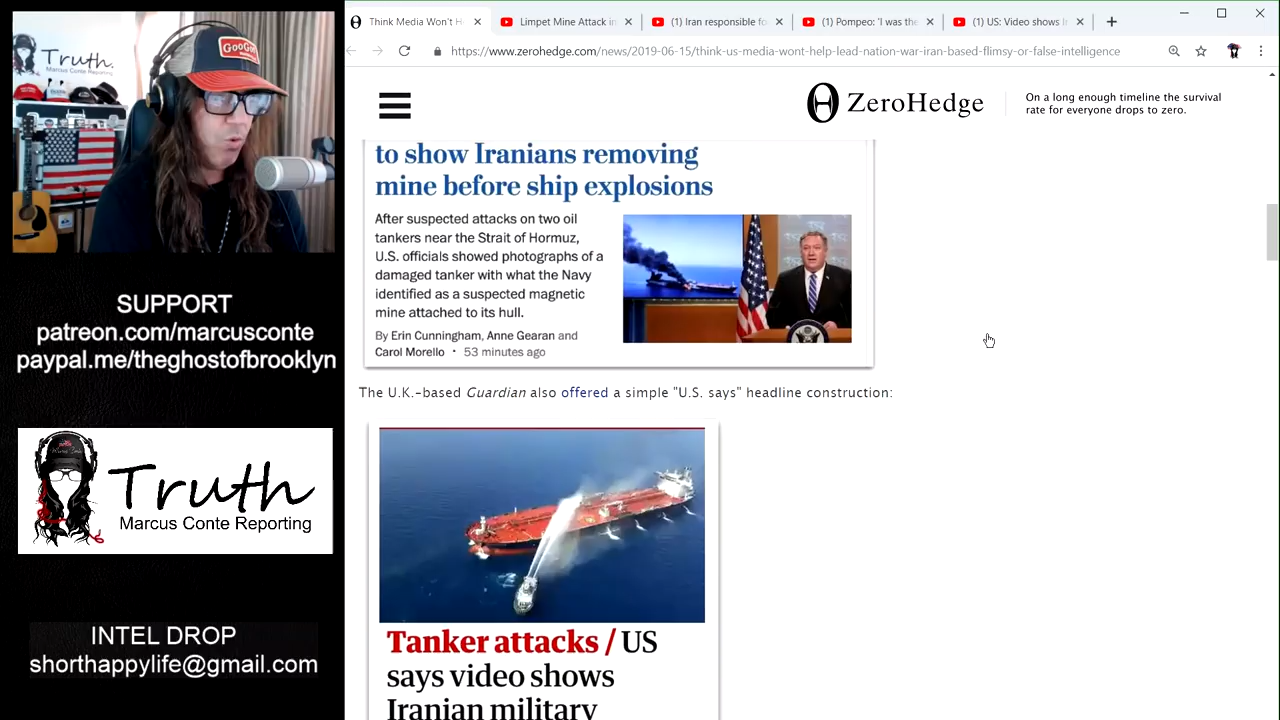 Truth.
Marcus Conte Reporting
GooGoo
SUPPORT
patreon.com/marcusconte
paypal.me/theghostofbrooklyn
Truth
Marcus Conte Reporting
INTEL DROP
shorthappylife@gmail.com
Think Media Won't H
Limpet Mine Attack in
(1) Iran responsible fo
(1) Pompeo: 'I was the
(1) US: Video shows Ir
https://www.zerohedge.com/news/2019-06-15/think-us-media-wont-help-lead-nation-war-iran-based-flimsy-or-false-intelligence
ZeroHedge
On a long enough timeline the survival
rate for everyone drops to zero.
to show Iranians removing
mine before ship explosions
After suspected attacks on two oil
tankers near the Strait of Hormuz,
U.S. officials showed photographs of a
damaged tanker with what the Navy
identified as a suspected magnetic
mine attached to its hull.
By Erin Cunningham, Anne Gearan and
Carol Morello • 53 minutes ago
The U.K.-based Guardian also offered a simple "U.S. says" headline construction:
Tanker attacks / US
says video shows
Iranian military